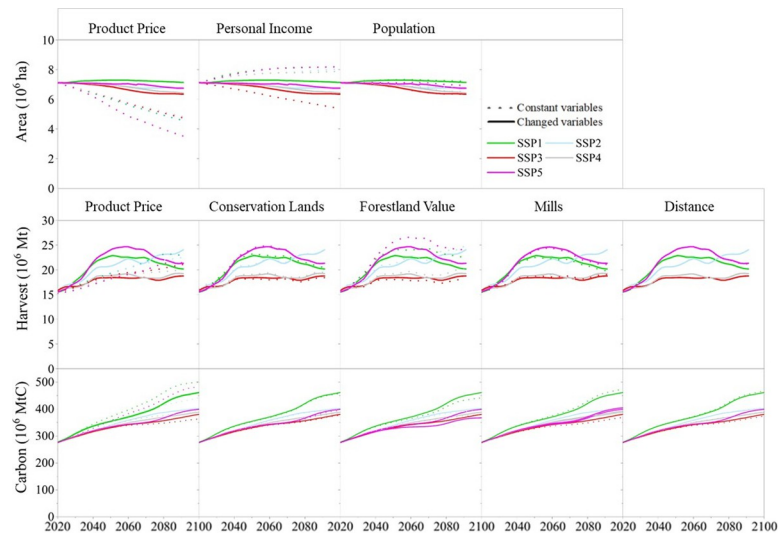 Product Price Personal Income Population
10
8
6
4
2
0
Area (10⁶ ha)
Constant variables
Changed variables
SSP1 SSP2
SSP3 SSP4
SSP5
Product Price Conservation Lands Forestland Value Mills Distance
30
25
20
15
10
5
0
Harvest (10⁶ Mt)
500
400
300
200
100
0
Carbon (10⁶ MtC)
2020 2040 2060 2080 2100 2040 2060 2080 2020 2040 2060 2080 2100 2040 2060 2080 2020 2040 2060 2080 2100